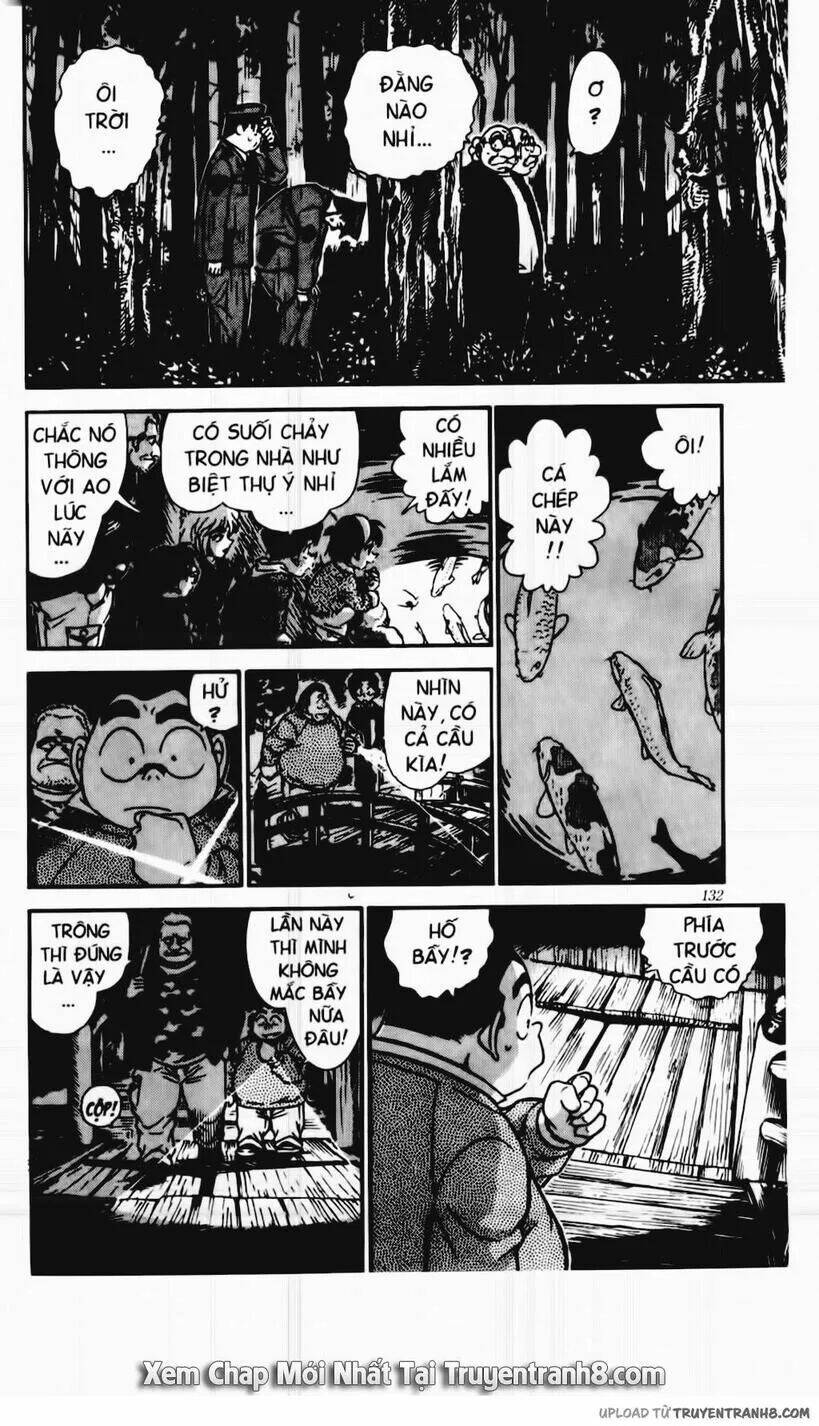 Ơ
?
ĐẰNG
NÀO
NHỈ...
ÔI
TRỜI
...
ÔI!
CÁ
CHÉP
NÀY
!!
CÓ
NHIỀU
LẮM
ĐẤY!
CÓ SUỐI CHẢY
TRONG NHÀ NHƯ
BIỆT THỰ Ý NHỈ
...
CHẮC NÓ
THÔNG
VỚI AO
LÚC
NÃY
...
NHÌN
NÀY, CÓ
CẢ CẦU
KÌA!
HỬ
?
132
PHÍA
TRƯỚC
CẦU CÓ
HỐ
BẪY!?
LẦN NÀY
THÌ MÌNH
KHÔNG
MẮC BẪY
NỮA
ĐÂU!
TRÔNG
THÌ ĐÚNG
LÀ VẬY
...
CỘP!
Xem Chap Mới Nhất Tại Truyentranh8.com
UPLOAD TỪ TRUYENTRANH8.COM